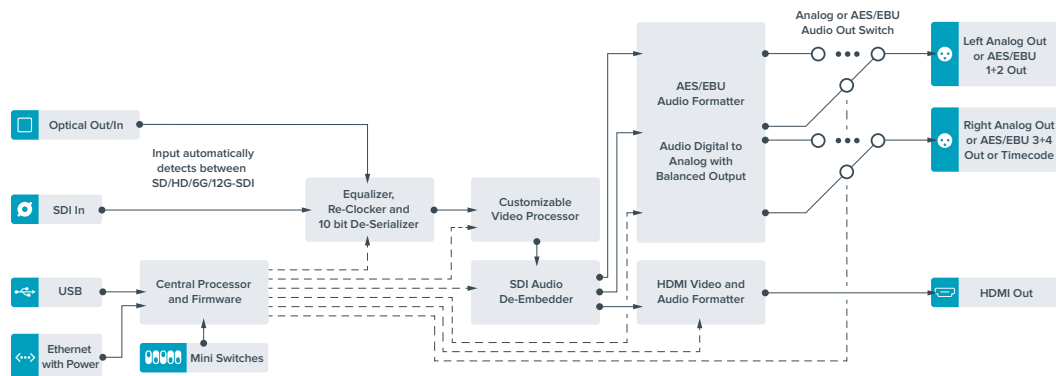 Analog or AES/EBU
Audio Out Switch
Left Analog Out
or AES/EBU
1+2 Out
AES/EBU
Audio Formatter
Optical Out/In
Right Analog Out
or AES/EBU 3+4
Out or Timecode
Audio Digital to
Analog with
Balanced Output
Input automatically
detects between
SD/HD/6G/12G-SDI
SDI In
Equalizer,
Re-Clocker and
10 bit De-Serializer
Customizable
Video Processor
USB
Central Processor
and Firmware
SDI Audio
De-Embedder
HDMI Video and
Audio Formatter
HDMI Out
Ethernet
with Power
Mini Switches